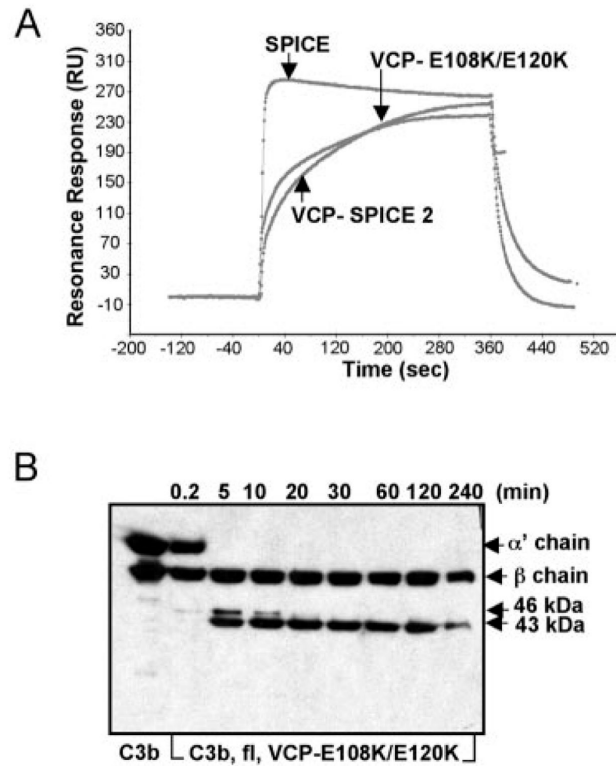 A
Resonance Response (RU)
360
310
270
230
190
150
110
70
30
-10
SPICE
VCP- E108K/E120K
VCP- SPICE 2
-200 -120 -40 40 120 200 280 360 440 520
Time (sec)
B
0.2 5 10 20 30 60 120 240 (min)
α' chain
β chain
46 kDa
43 kDa
C3b C3b, fI, VCP-E108K/E120K